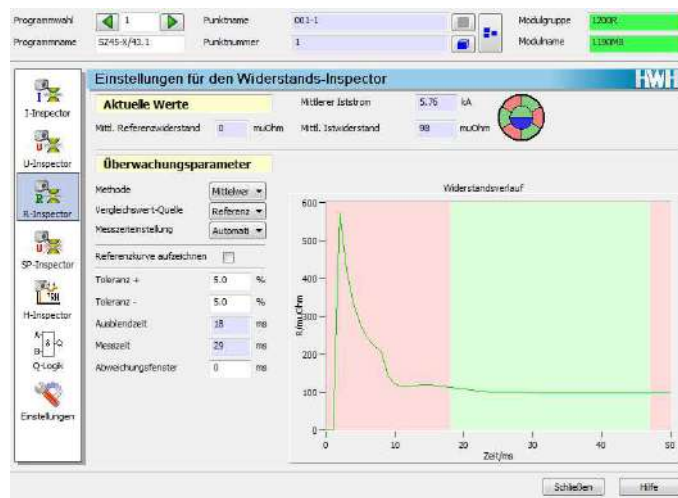 Programmwahl 1 Punktname 001-1 Modulgruppe 1200R
Programmname S245-X/43.1 Punktnummer 1 Modulname 1190MB
Einstellungen für den Widerstands-Inspector HWH
Aktuelle Werte Mittlerer Iststrom 5.76 kA
Mittl. Referenzwiderstand 0 muOhm Mittl. Istwiderstand 98 muOhm
I-Inspector
U-Inspector
R-Inspector
SP-Inspector
H-Inspector
Q-Logik
Einstellungen
Überwachungsparameter
Methode Mittelwer
Vergleichswert-Quelle Referenz
Messzeiteinstellung Automati
Referenzkurve aufzeichnen
Toleranz + 5.0 %
Toleranz - 5.0 %
Ausblendzeit 18 ms
Messzeit 29 ms
Abweichungsfenster 0 ms
Widerstandsverlauf
R/muOhm
600
500
400
300
200
100
0
0 10 20 30 40 50
Zeit/ms
Schließen Hilfe